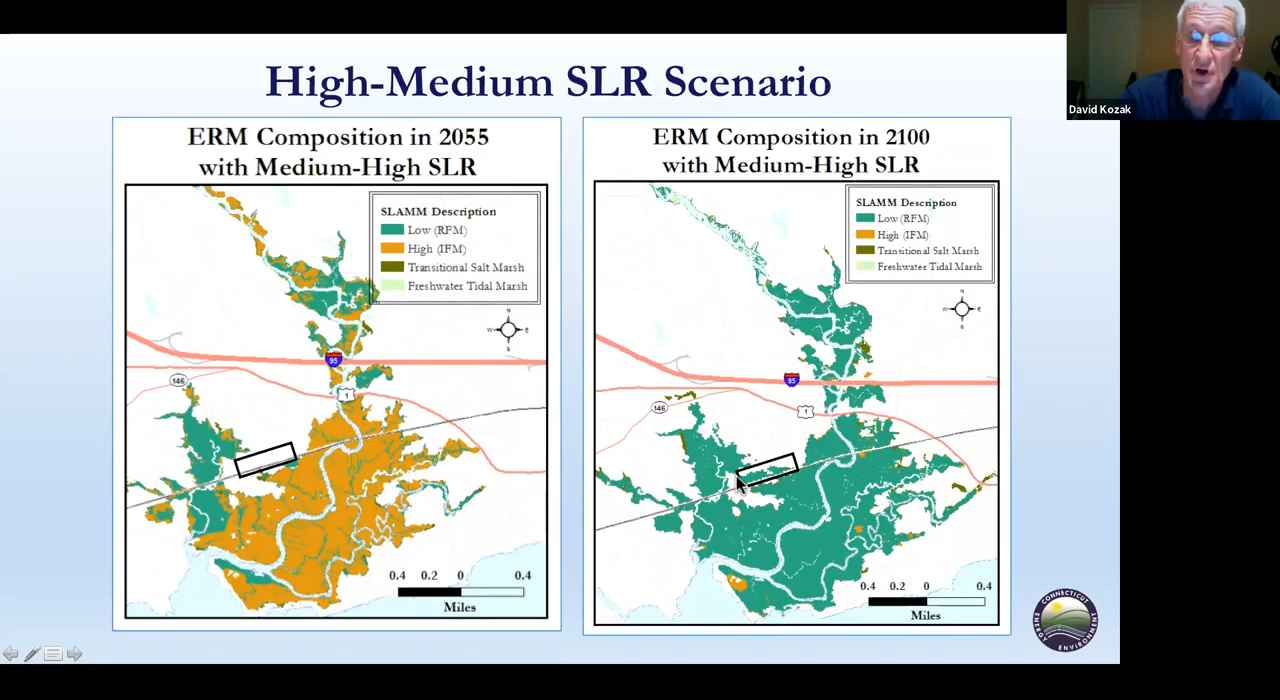 High-Medium SLR Scenario
David Kozak
ERM Composition in 2055
with Medium-High SLR
SLAMM Description
Low (RFM)
High (IFM)
Transitional Salt Marsh
Freshwater Tidal Marsh
N
W E
S
95
146
1
0.4 0.2 0 0.4
Miles
ERM Composition in 2100
with Medium-High SLR
SLAMM Description
Low (RFM)
High (IFM)
Transitional Salt Marsh
Freshwater Tidal Marsh
N
W E
S
95
146
1
0.4 0.2 0 0.4
Miles
CONNECTICUT
ENERGY
ENVIRONMENT